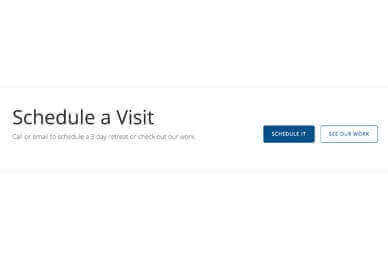 Schedule a Visit
Call or email to schedule a 3 day retreat or check out our work.
SCHEDULE IT
SEE OUR WORK